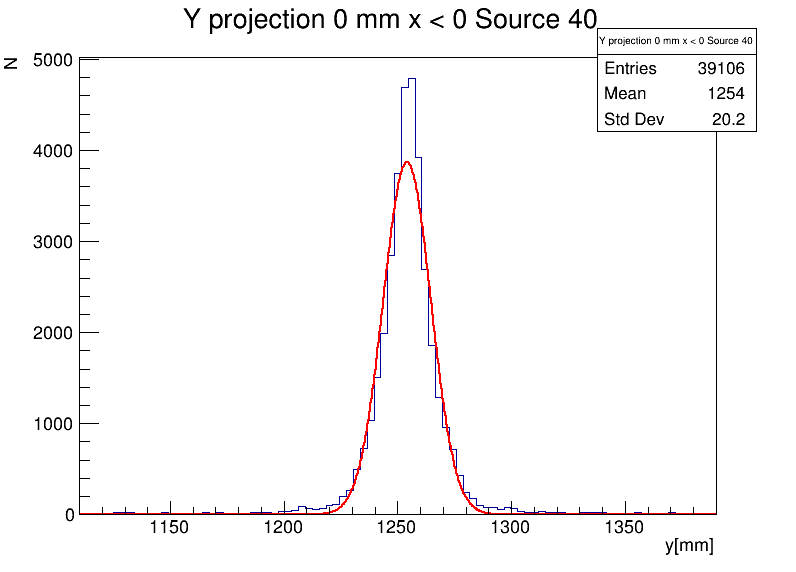 Y projection 0 mm x < 0 Source 40
Y projection 0 mm x < 0 Source 40
Entries 39106
Mean 1254
Std Dev 20.2
N
5000
4000
3000
2000
1000
0
1150 1200 1250 1300 1350
y[mm]